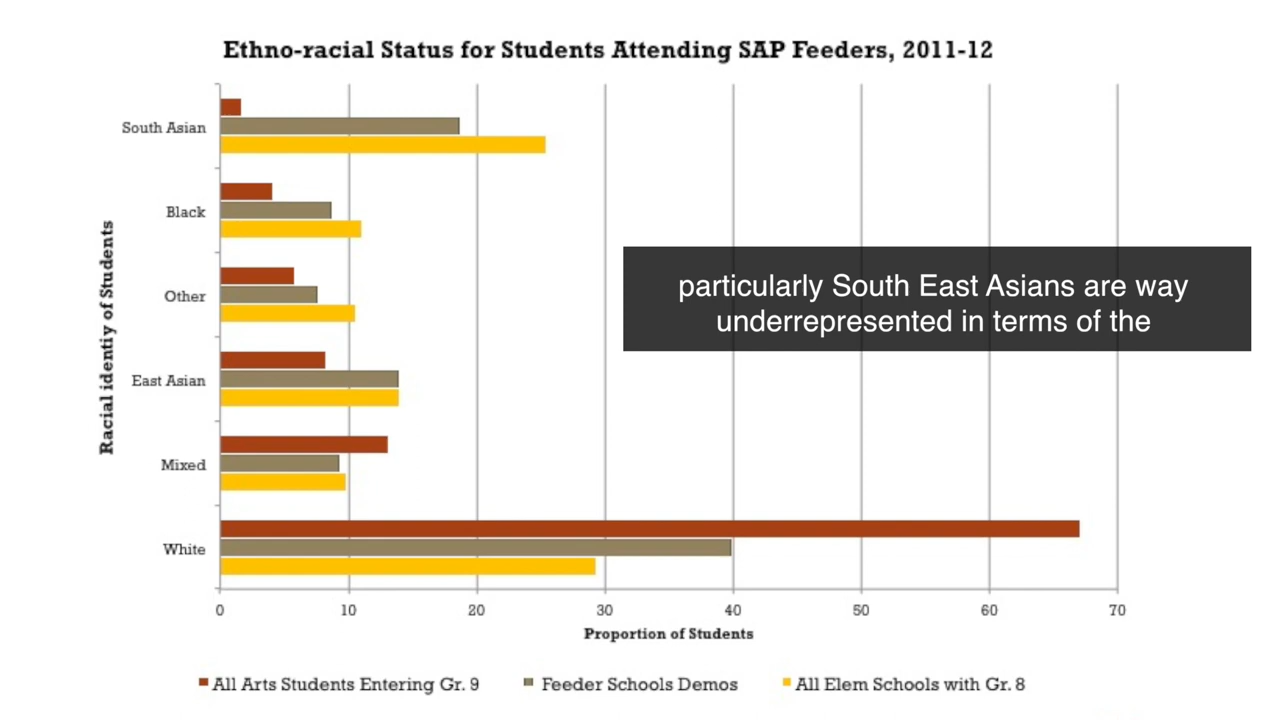 Ethno-racial Status for Students Attending SAP Feeders, 2011-12
Racial identiy of Students
South Asian
Black
Other
East Asian
Mixed
White
particularly South East Asians are way
underrepresented in terms of the
0 10 20 30 40 50 60 70
Proportion of Students
All Arts Students Entering Gr. 9 Feeder Schools Demos All Elem Schools with Gr. 8